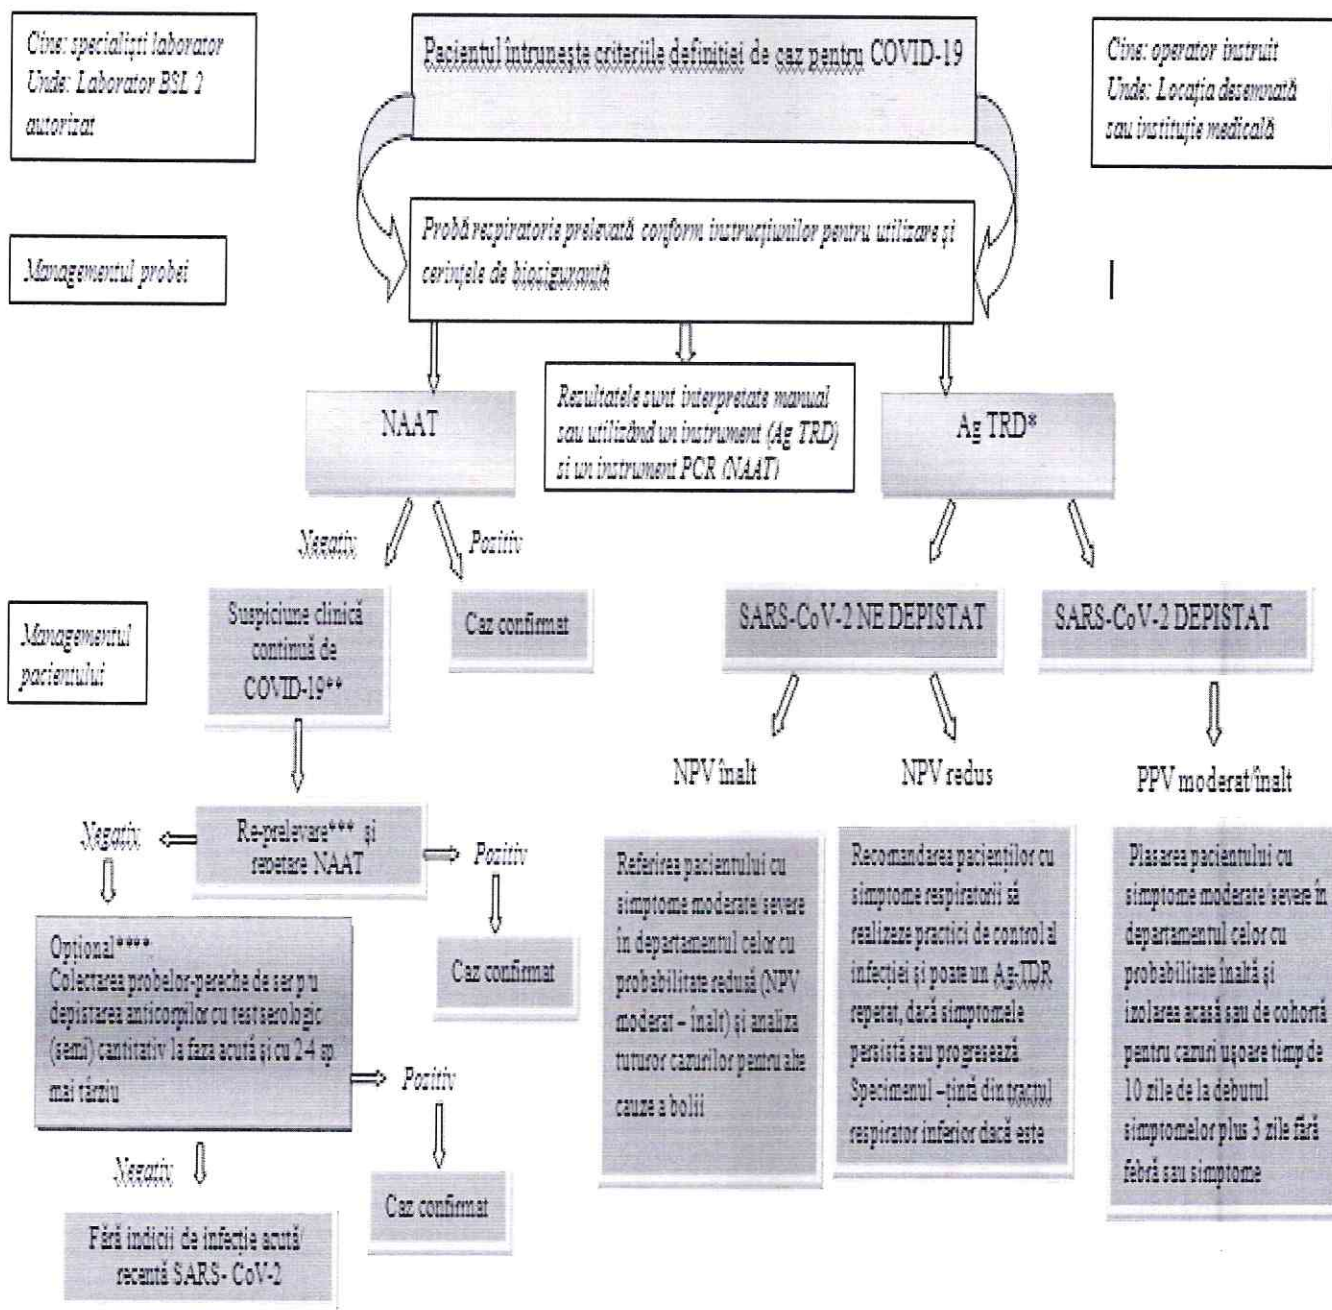 Cine: specialiști laborator
Unde: Laborator BSL 2
autorizat
Pacientul întrunește criteriile definiției de caz pentru COVID-19
Cine: operator instruit
Unde: Locația desemnată
sau instituție medicală
Managementul probei
Probă respiratorie prelevată conform instrucțiunilor pentru utilizare și
cerințele de biosiguranță
NAAT
Rezultatele sunt interpretate manual
sau utilizând un instrument (Ag TRD)
si un instrument PCR (NAAT)
Ag TRD*
Negativ
Pozitiv
Managementul
pacientului
Suspiciune clinică
continuă de
COVID-19**
Caz confirmat
SARS-CoV-2 NE DEPISTAT
SARS-CoV-2 DEPISTAT
NPV înalt
NPV redus
PPV moderat/înalt
Negativ
Re-prelevare*** și
repetare NAAT
Pozitiv
Caz confirmat
Opțional****:
Colectarea probelor-pereche de ser p/u
depistarea anticorpilor cu test serologic
(semi) cantitativ la faza acută și cu 2-4 sp
mai târziu
Pozitiv
Caz confirmat
Negativ
Fără indicii de infecție acută/
recentă SARS- CoV-2
Referirea pacientului cu
simptome moderate/severe
în departamentul celor cu
probabilitate redusă (NPV
moderat – înalt) și analiza
tuturor cazurilor pentru alte
cauze a bolii
Recomandarea pacienților cu
simptome respiratorii să
realizeze practici de control al
infecției și poate un Ag-TDR
repetat, dacă simptomele
persistă sau progresează
Specimenul –țintă din tractul
respirator inferior dacă este
Plasarea pacientului cu
simptome moderate/severe în
departamentul celor cu
probabilitate înaltă și
izolarea acasă sau de cohortă
pentru cazuri ușoare timp de
10 zile de la debutul
simptomelor plus 3 zile fără
febră sau simptome